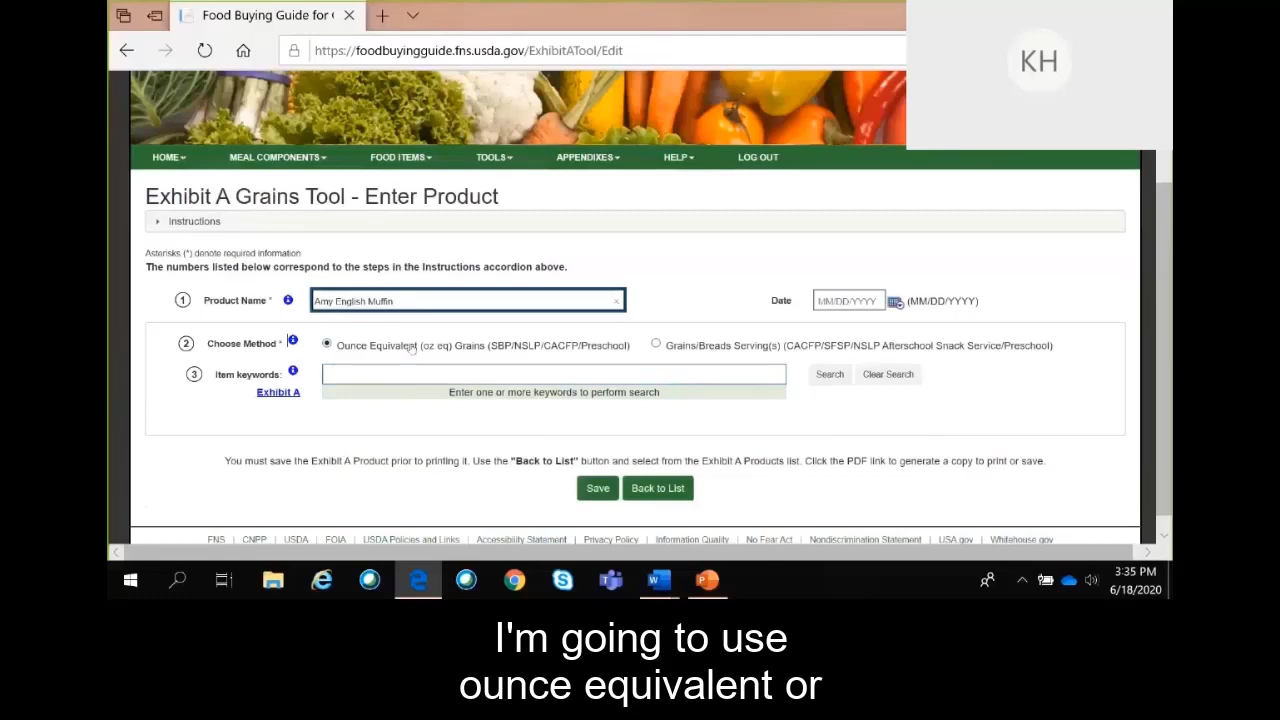 Food Buying Guide for C
https://foodbuyingguide.fns.usda.gov/ExhibitATool/Edit
KH
HOME MEAL COMPONENTS FOOD ITEMS TOOLS APPENDIXES HELP LOG OUT
Exhibit A Grains Tool - Enter Product
Instructions
Asterisks (*) denote required information
The numbers listed below correspond to the steps in the Instructions accordion above.
1 Product Name * Amy English Muffin × Date MM/DD/YYYY (MM/DD/YYYY)
2 Choose Method * Ounce Equivalent (oz eq) Grains (SBP/NSLP/CACFP/Preschool) Grains/Breads Serving(s) (CACFP/SFSP/NSLP Afterschool Snack Service/Preschool)
3 Item keywords: Search Clear Search
Exhibit A Enter one or more keywords to perform search
You must save the Exhibit A Product prior to printing it. Use the "Back to List" button and select from the Exhibit A Products list. Click the PDF link to generate a copy to print or save.
Save Back to List
FNS | CNPP | USDA | FOIA | USDA Policies and Links | Accessibility Statement | Privacy Policy | Information Quality | No Fear Act | Nondiscrimination Statement | USA.gov | Whitehouse.gov
3:35 PM
6/18/2020
I'm going to use
ounce equivalent or